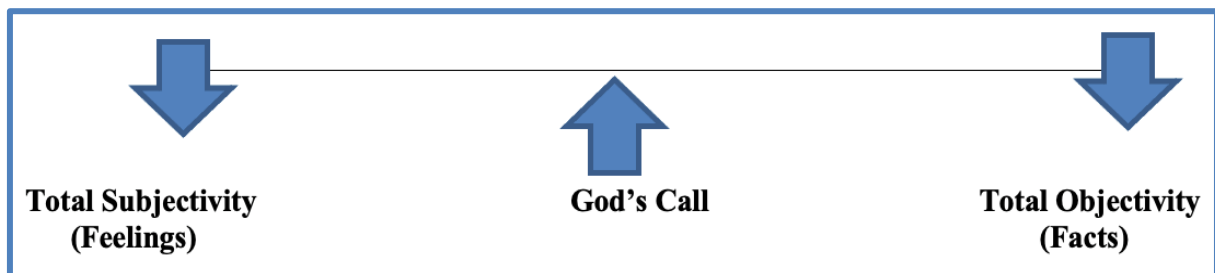 Total Subjectivity
(Feelings)
God’s Call
Total Objectivity
(Facts)